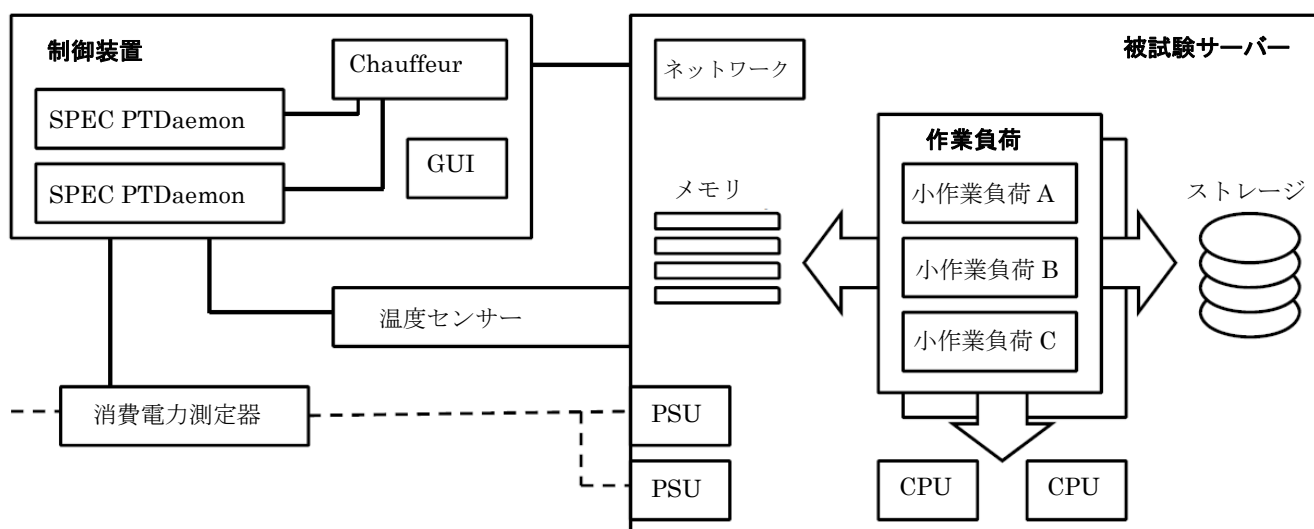 制御装置
Chauffeur
SPEC PTDaemon
SPEC PTDaemon
GUI
温度センサー
消費電力測定器
被試験サーバー
ネットワーク
メモリ
作業負荷
小作業負荷 A
小作業負荷 B
小作業負荷 C
ストレージ
PSU
PSU
CPU
CPU